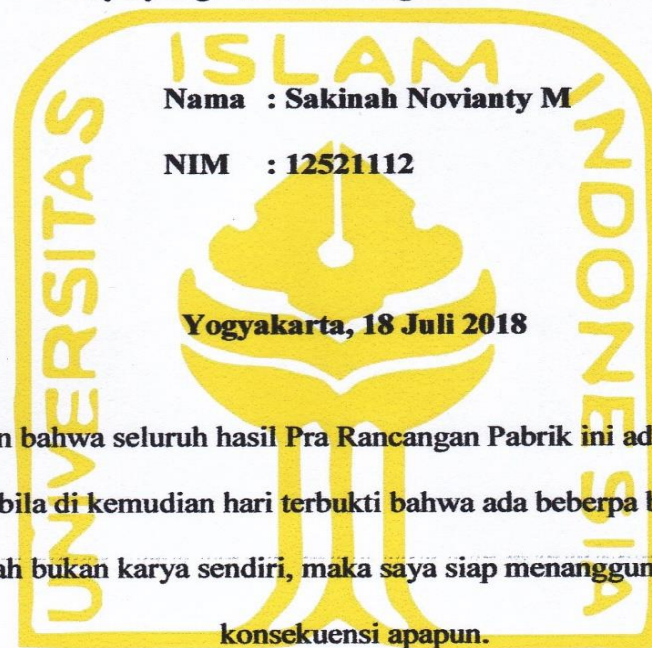 ISLAM
UNIVERSITAS
INDONESIA
Nama : Sakinah Novianty M
NIM : 12521112
Yogyakarta, 18 Juli 2018
n bahwa seluruh hasil Pra Rancangan Pabrik ini ad
bila di kemudian hari terbukti bahwa ada beberpa b
ah bukan karya sendiri, maka saya siap menanggun
konsekuensi apapun.